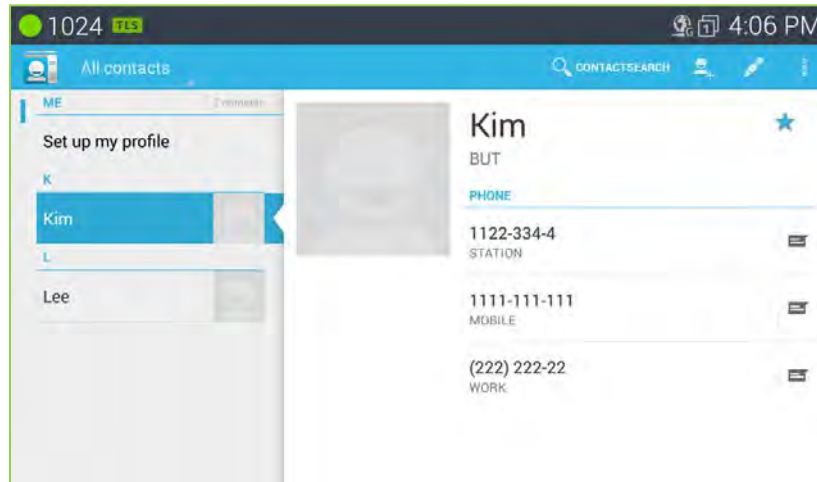 1024 TLS 1 4:06 PM
All contacts CONTACTSEARCH
ME
Set up my profile
K
Kim
L
Lee
Kim
BUT
PHONE
1122-334-4
STATION
1111-111-111
MOBILE
(222) 222-22
WORK